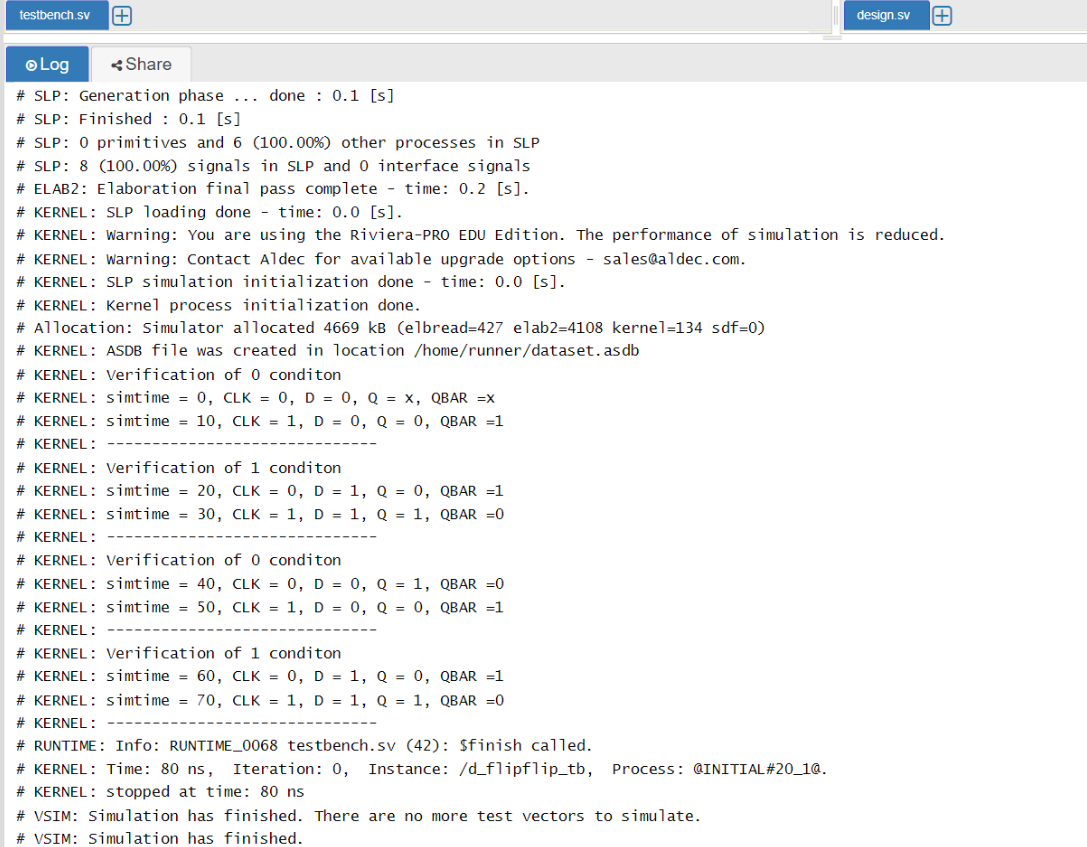 testbench.sv
design.sv
Log
Share
# SLP: Generation phase ... done : 0.1 [s]
# SLP: Finished : 0.1 [s]
# SLP: 0 primitives and 6 (100.00%) other processes in SLP
# SLP: 8 (100.00%) signals in SLP and 0 interface signals
# ELAB2: Elaboration final pass complete - time: 0.2 [s].
# KERNEL: SLP loading done - time: 0.0 [s].
# KERNEL: Warning: You are using the Riviera-PRO EDU Edition. The performance of simulation is reduced.
# KERNEL: Warning: Contact Aldec for available upgrade options - sales@aldec.com.
# KERNEL: SLP simulation initialization done - time: 0.0 [s].
# KERNEL: Kernel process initialization done.
# Allocation: Simulator allocated 4669 kB (elbread=427 elab2=4108 kernel=134 sdf=0)
# KERNEL: ASDB file was created in location /home/runner/dataset.asdb
# KERNEL: Verification of 0 conditon
# KERNEL: simtime = 0, CLK = 0, D = 0, Q = x, QBAR =x
# KERNEL: simtime = 10, CLK = 1, D = 0, Q = 0, QBAR =1
# KERNEL: ------------------------------
# KERNEL: Verification of 1 conditon
# KERNEL: simtime = 20, CLK = 0, D = 1, Q = 0, QBAR =1
# KERNEL: simtime = 30, CLK = 1, D = 1, Q = 1, QBAR =0
# KERNEL: ------------------------------
# KERNEL: Verification of 0 conditon
# KERNEL: simtime = 40, CLK = 0, D = 0, Q = 1, QBAR =0
# KERNEL: simtime = 50, CLK = 1, D = 0, Q = 0, QBAR =1
# KERNEL: ------------------------------
# KERNEL: Verification of 1 conditon
# KERNEL: simtime = 60, CLK = 0, D = 1, Q = 0, QBAR =1
# KERNEL: simtime = 70, CLK = 1, D = 1, Q = 1, QBAR =0
# KERNEL: ------------------------------
# RUNTIME: Info: RUNTIME_0068 testbench.sv (42): $finish called.
# KERNEL: Time: 80 ns,  Iteration: 0,  Instance: /d_flipflip_tb,  Process: @INITIAL#20_1@.
# KERNEL: stopped at time: 80 ns
# VSIM: Simulation has finished. There are no more test vectors to simulate.
# VSIM: Simulation has finished.